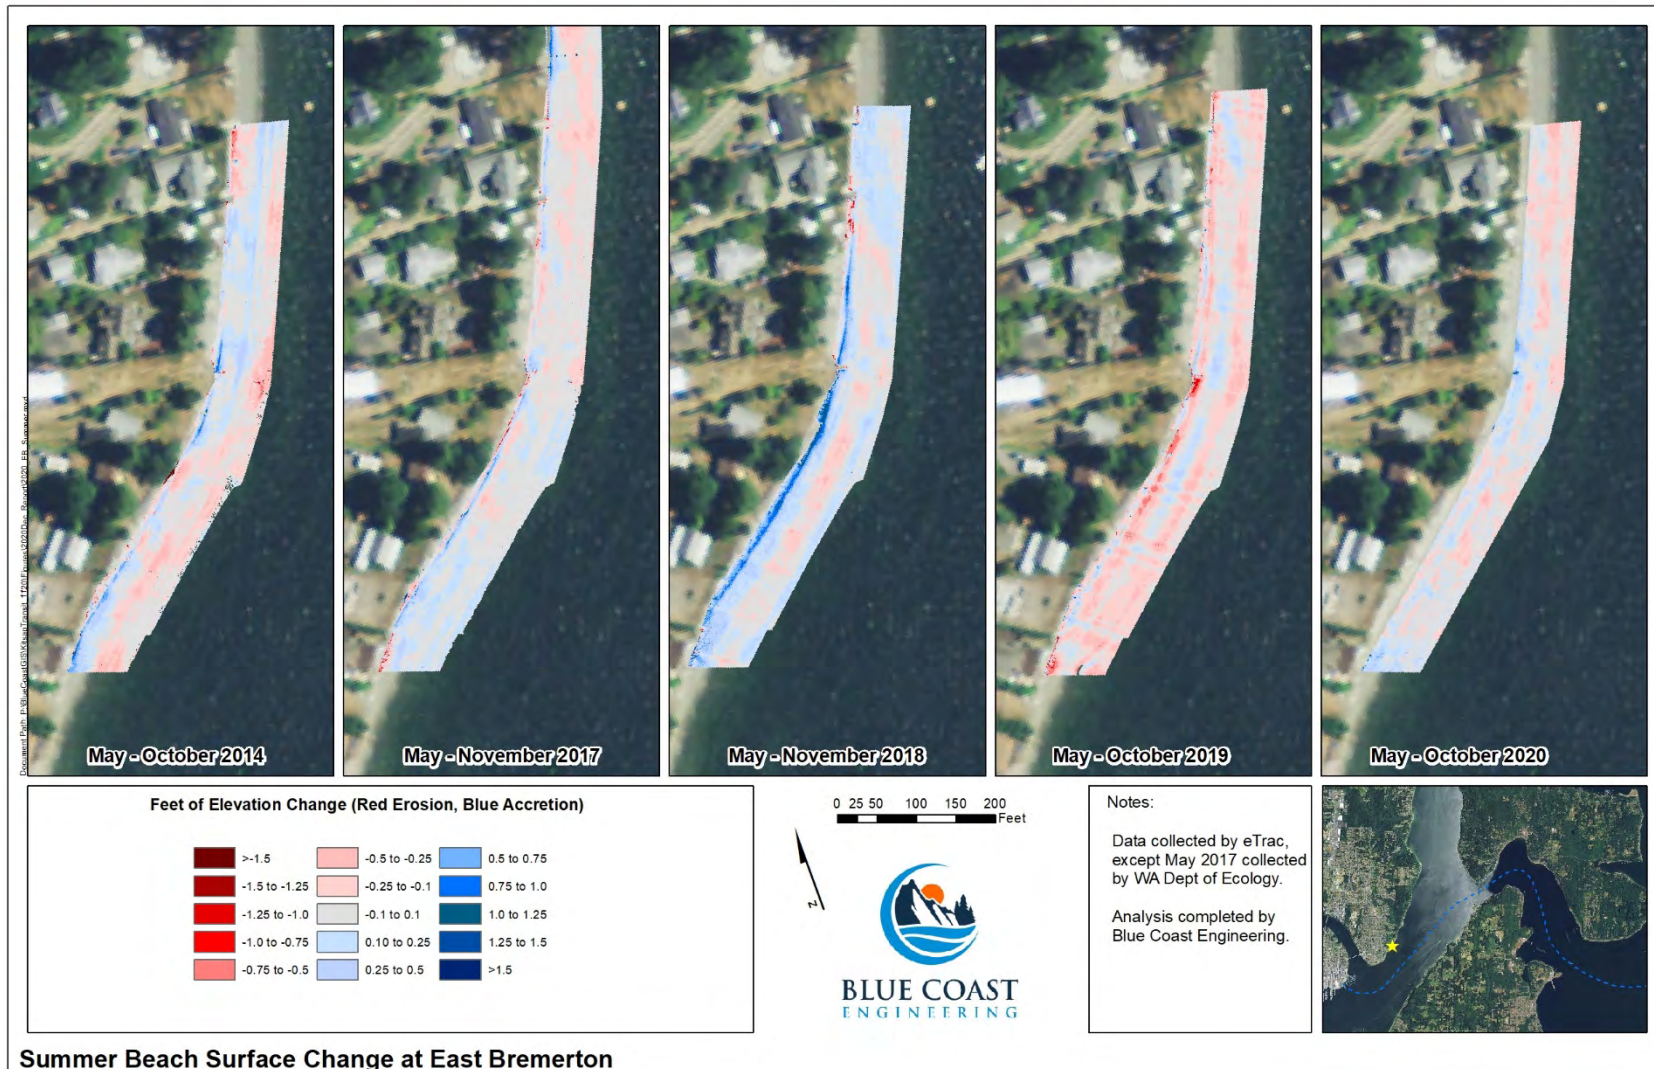 May - October 2014
May - November 2017
May - November 2018
May - October 2019
May - October 2020
Feet of Elevation Change (Red Erosion, Blue Accretion)
>-1.5
-1.5 to -1.25
-1.25 to -1.0
-1.0 to -0.75
-0.75 to -0.5
-0.5 to -0.25
-0.25 to -0.1
-0.1 to 0.1
0.10 to 0.25
0.25 to 0.5
0.5 to 0.75
0.75 to 1.0
1.0 to 1.25
1.25 to 1.5
>1.5
0 25 50 100 150 200
Feet
N
BLUE COAST
ENGINEERING
Notes:
Data collected by eTrac,
except May 2017 collected
by WA Dept of Ecology.
Analysis completed by
Blue Coast Engineering.
Summer Beach Surface Change at East Bremerton